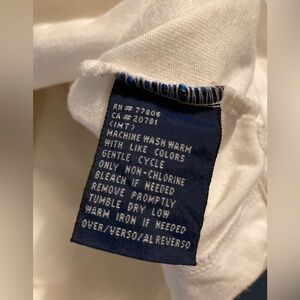 RN# 77806
CA# 20781
(IMT)
MACHINE WASH WARM
WITH LIKE COLORS
GENTLE CYCLE
ONLY NON-CHLORINE
BLEACH IF NEEDED
REMOVE PROMPTLY
TUMBLE DRY LOW
WARM IRON IF NEEDED
OVER/VERSO/AL REVERSO